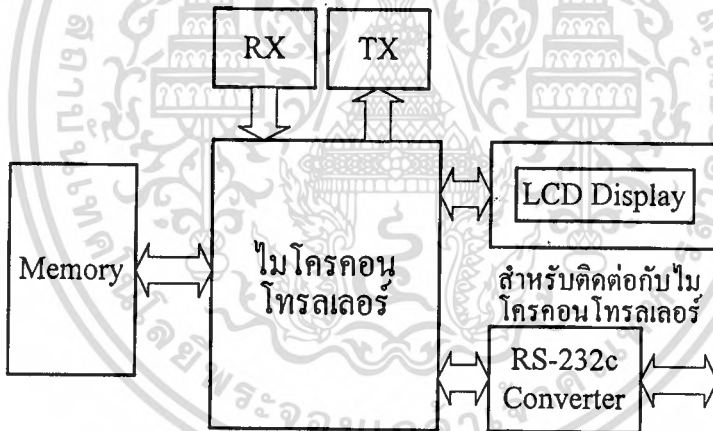 RX
TX
LCD Display
Memory
ไมโครคอน
โทรลเลอร์
สำหรับติดต่อกับไม
โครคอนโทรลเลอร์
RS-232c
Converter